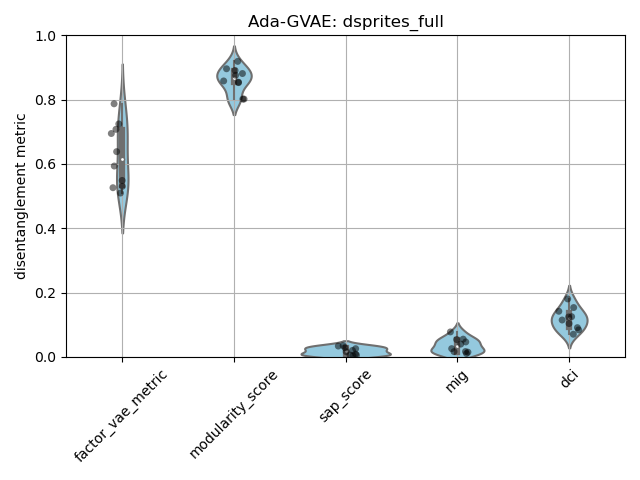 Ada-GVAE: dsprites_full
disentanglement metric
1.0
0.8
0.6
0.4
0.2
0.0
factor_vae_metric
modularity_score
sap_score
mig
dci